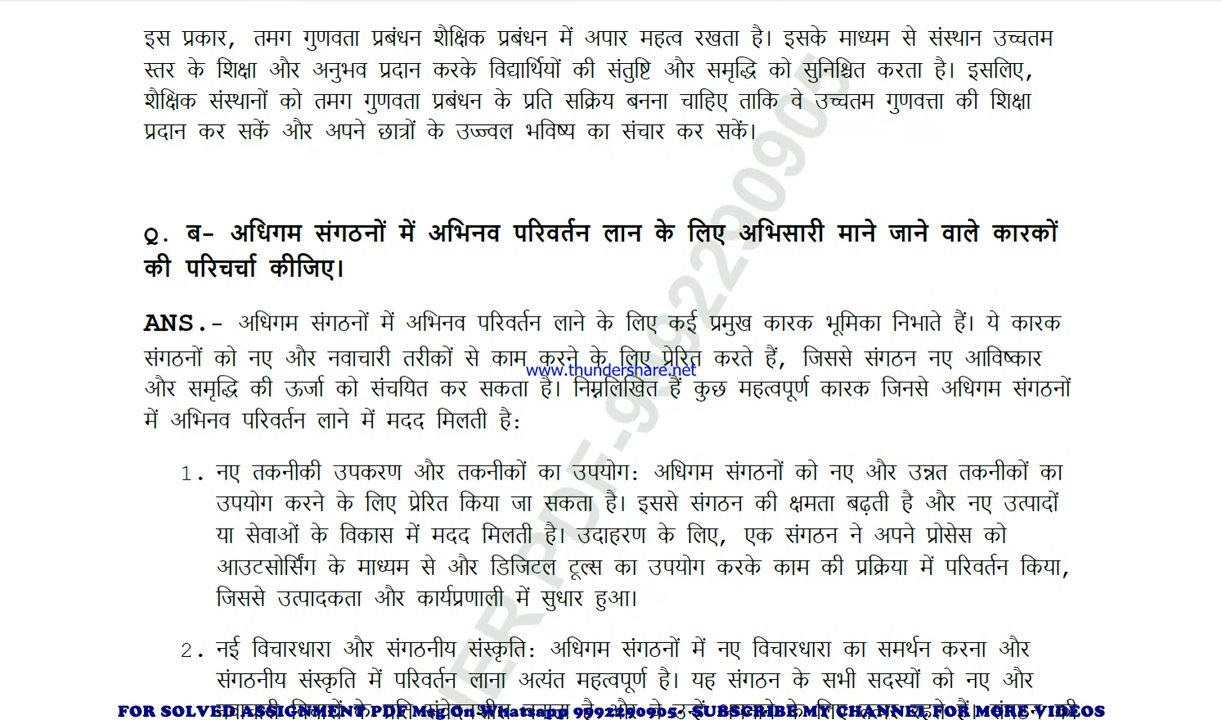 इस प्रकार, तमग गुणवता प्रबंधन शैक्षिक प्रबंधन में अपार महत्व रखता है। इसके माध्यम से संस्थान उच्चतम
स्तर के शिक्षा और अनुभव प्रदान करके विद्यार्थियों की संतुष्टि और समृद्धि को सुनिश्चित करता है। इसलिए,
शैक्षिक संस्थानों को तमग गुणवता प्रबंधन के प्रति सक्रिय बनना चाहिए ताकि वे उच्चतम गुणवत्ता की शिक्षा
प्रदान कर सकें और अपने छात्रों के उज्ज्वल भविष्य का संचार कर सकें।
Q. ब- अधिगम संगठनों में अभिनव परिवर्तन लान के लिए अभिसारी माने जाने वाले कारकों
की परिचर्चा कीजिए।
ANS.- अधिगम संगठनों में अभिनव परिवर्तन लाने के लिए कई प्रमुख कारक भूमिका निभाते हैं। ये कारक
संगठनों को नए और नवाचारी तरीकों से काम करने के लिए प्रेरित करते हैं, जिससे संगठन नए आविष्कार
www.thundershare.net
और समृद्धि की ऊर्जा को संचयित कर सकता है। निम्नलिखित हैं कुछ महत्वपूर्ण कारक जिनसे अधिगम संगठनों
में अभिनव परिवर्तन लाने में मदद मिलती है:
1. नए तकनीकी उपकरण और तकनीकों का उपयोग: अधिगम संगठनों को नए और उन्नत तकनीकों का
उपयोग करने के लिए प्रेरित किया जा सकता है। इससे संगठन की क्षमता बढ़ती है और नए उत्पादों
या सेवाओं के विकास में मदद मिलती है। उदाहरण के लिए, एक संगठन ने अपने प्रोसेस को
आउटसोर्सिंग के माध्यम से और डिजिटल टूल्स का उपयोग करके काम की प्रक्रिया में परिवर्तन किया,
जिससे उत्पादकता और कार्यप्रणाली में सुधार हुआ।
2. नई विचारधारा और संगठनीय संस्कृति: अधिगम संगठनों में नए विचारधारा का समर्थन करना और
संगठनीय संस्कृति में परिवर्तन लाना अत्यंत महत्वपूर्ण है। यह संगठन के सभी सदस्यों को नए और
FOR SOLVED ASSIGNMENT PDF Msg On Whatsapp 9992290905 - SUBSCRIBE MY CHANNEL FOR MORE VIDEOS
PDF-9992290905